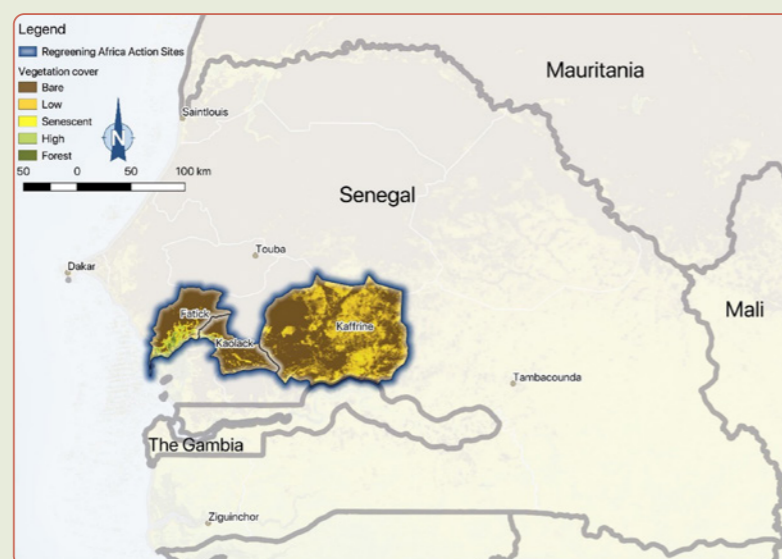 Legend
Regreening Africa Action Sites
Vegetation cover
Bare
Low
Senescent
High
Forest
N
50 0 50 100 km
Mauritania
Saintlouis
Senegal
Touba
Dakar
Fatick
Kaffrine
Kaolack
Mali
Tambacounda
The Gambia
Ziguinchor